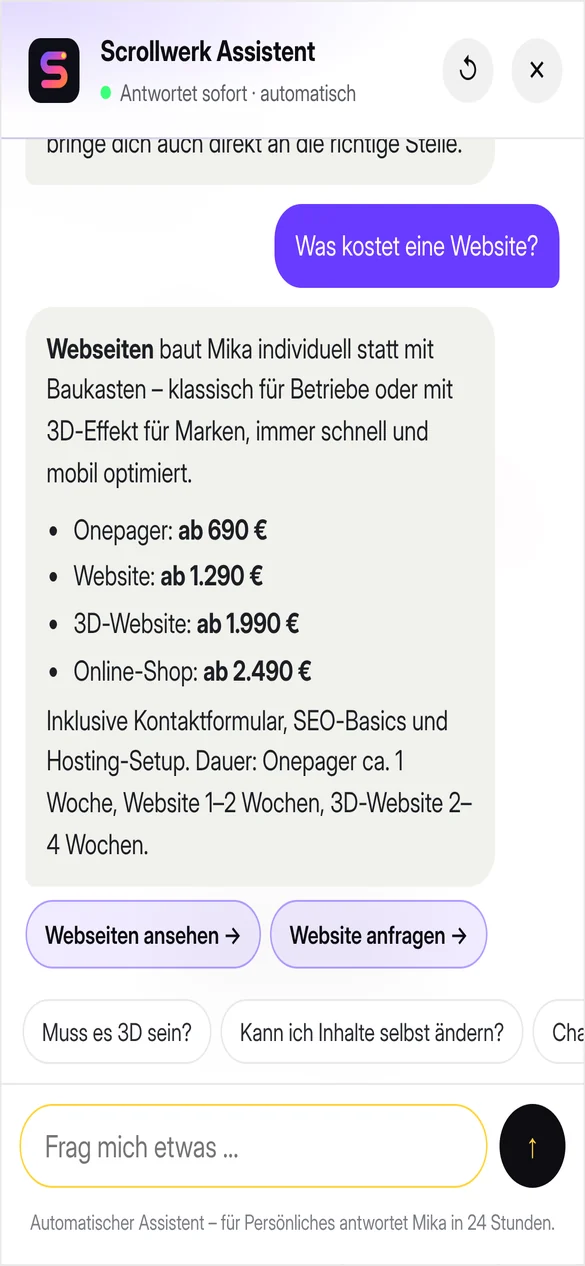 Scrollwerk Assistent
Antwortet sofort · automatisch
bringe dich auch direkt an die richtige Stelle.
Was kostet eine Website?
Webseiten baut Mika individuell statt mit
Baukasten – klassisch für Betriebe oder mit
3D-Effekt für Marken, immer schnell und
mobil optimiert.
• Onepager: ab 690 €
• Website: ab 1.290 €
• 3D-Website: ab 1.990 €
• Online-Shop: ab 2.490 €
Inklusive Kontaktformular, SEO-Basics und
Hosting-Setup. Dauer: Onepager ca. 1
Woche, Website 1–2 Wochen, 3D-Website 2–
4 Wochen.
Webseiten ansehen → Website anfragen →
Muss es 3D sein? Kann ich Inhalte selbst ändern? Cha
Frag mich etwas ...
Automatischer Assistent – für Persönliches antwortet Mika in 24 Stunden.